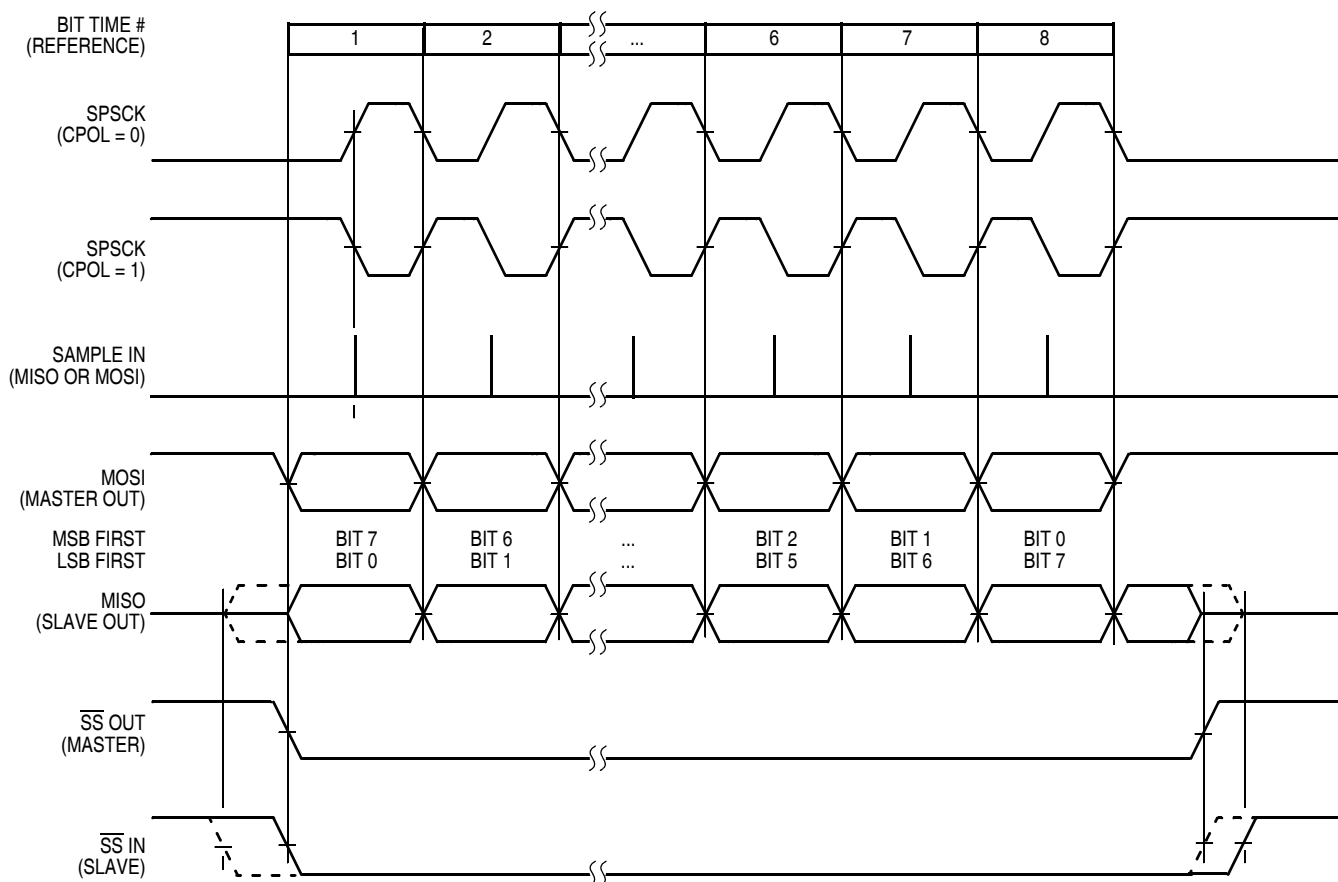 BIT TIME #
(REFERENCE)
1 2 ... 6 7 8
SPSCK
(CPOL = 0)
SPSCK
(CPOL = 1)
SAMPLE IN
(MISO OR MOSI)
MOSI
(MASTER OUT)
MSB FIRST BIT 7 BIT 6 ... BIT 2 BIT 1 BIT 0
LSB FIRST BIT 0 BIT 1 ... BIT 5 BIT 6 BIT 7
MISO
(SLAVE OUT)
S̅S̅ OUT
(MASTER)
S̅S̅ IN
(SLAVE)